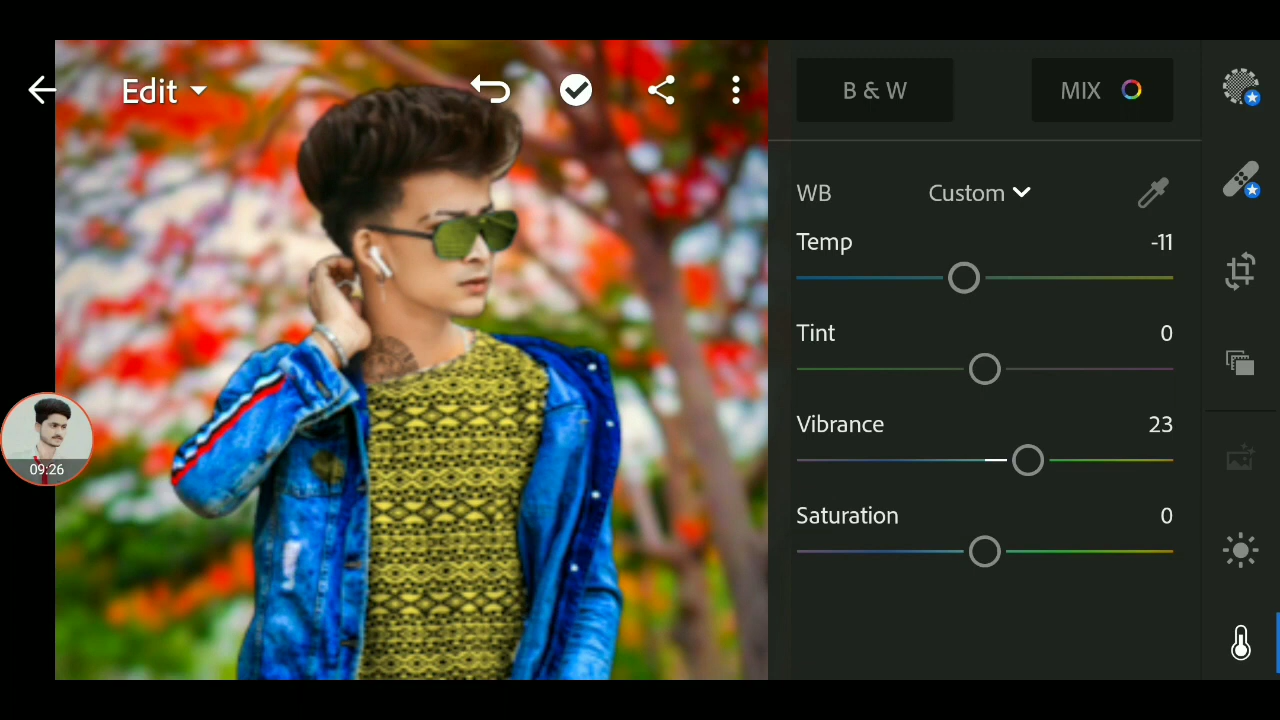 Edit
B & W
MIX
WB
Custom
Temp
-11
Tint
0
Vibrance
23
Saturation
0
09:26